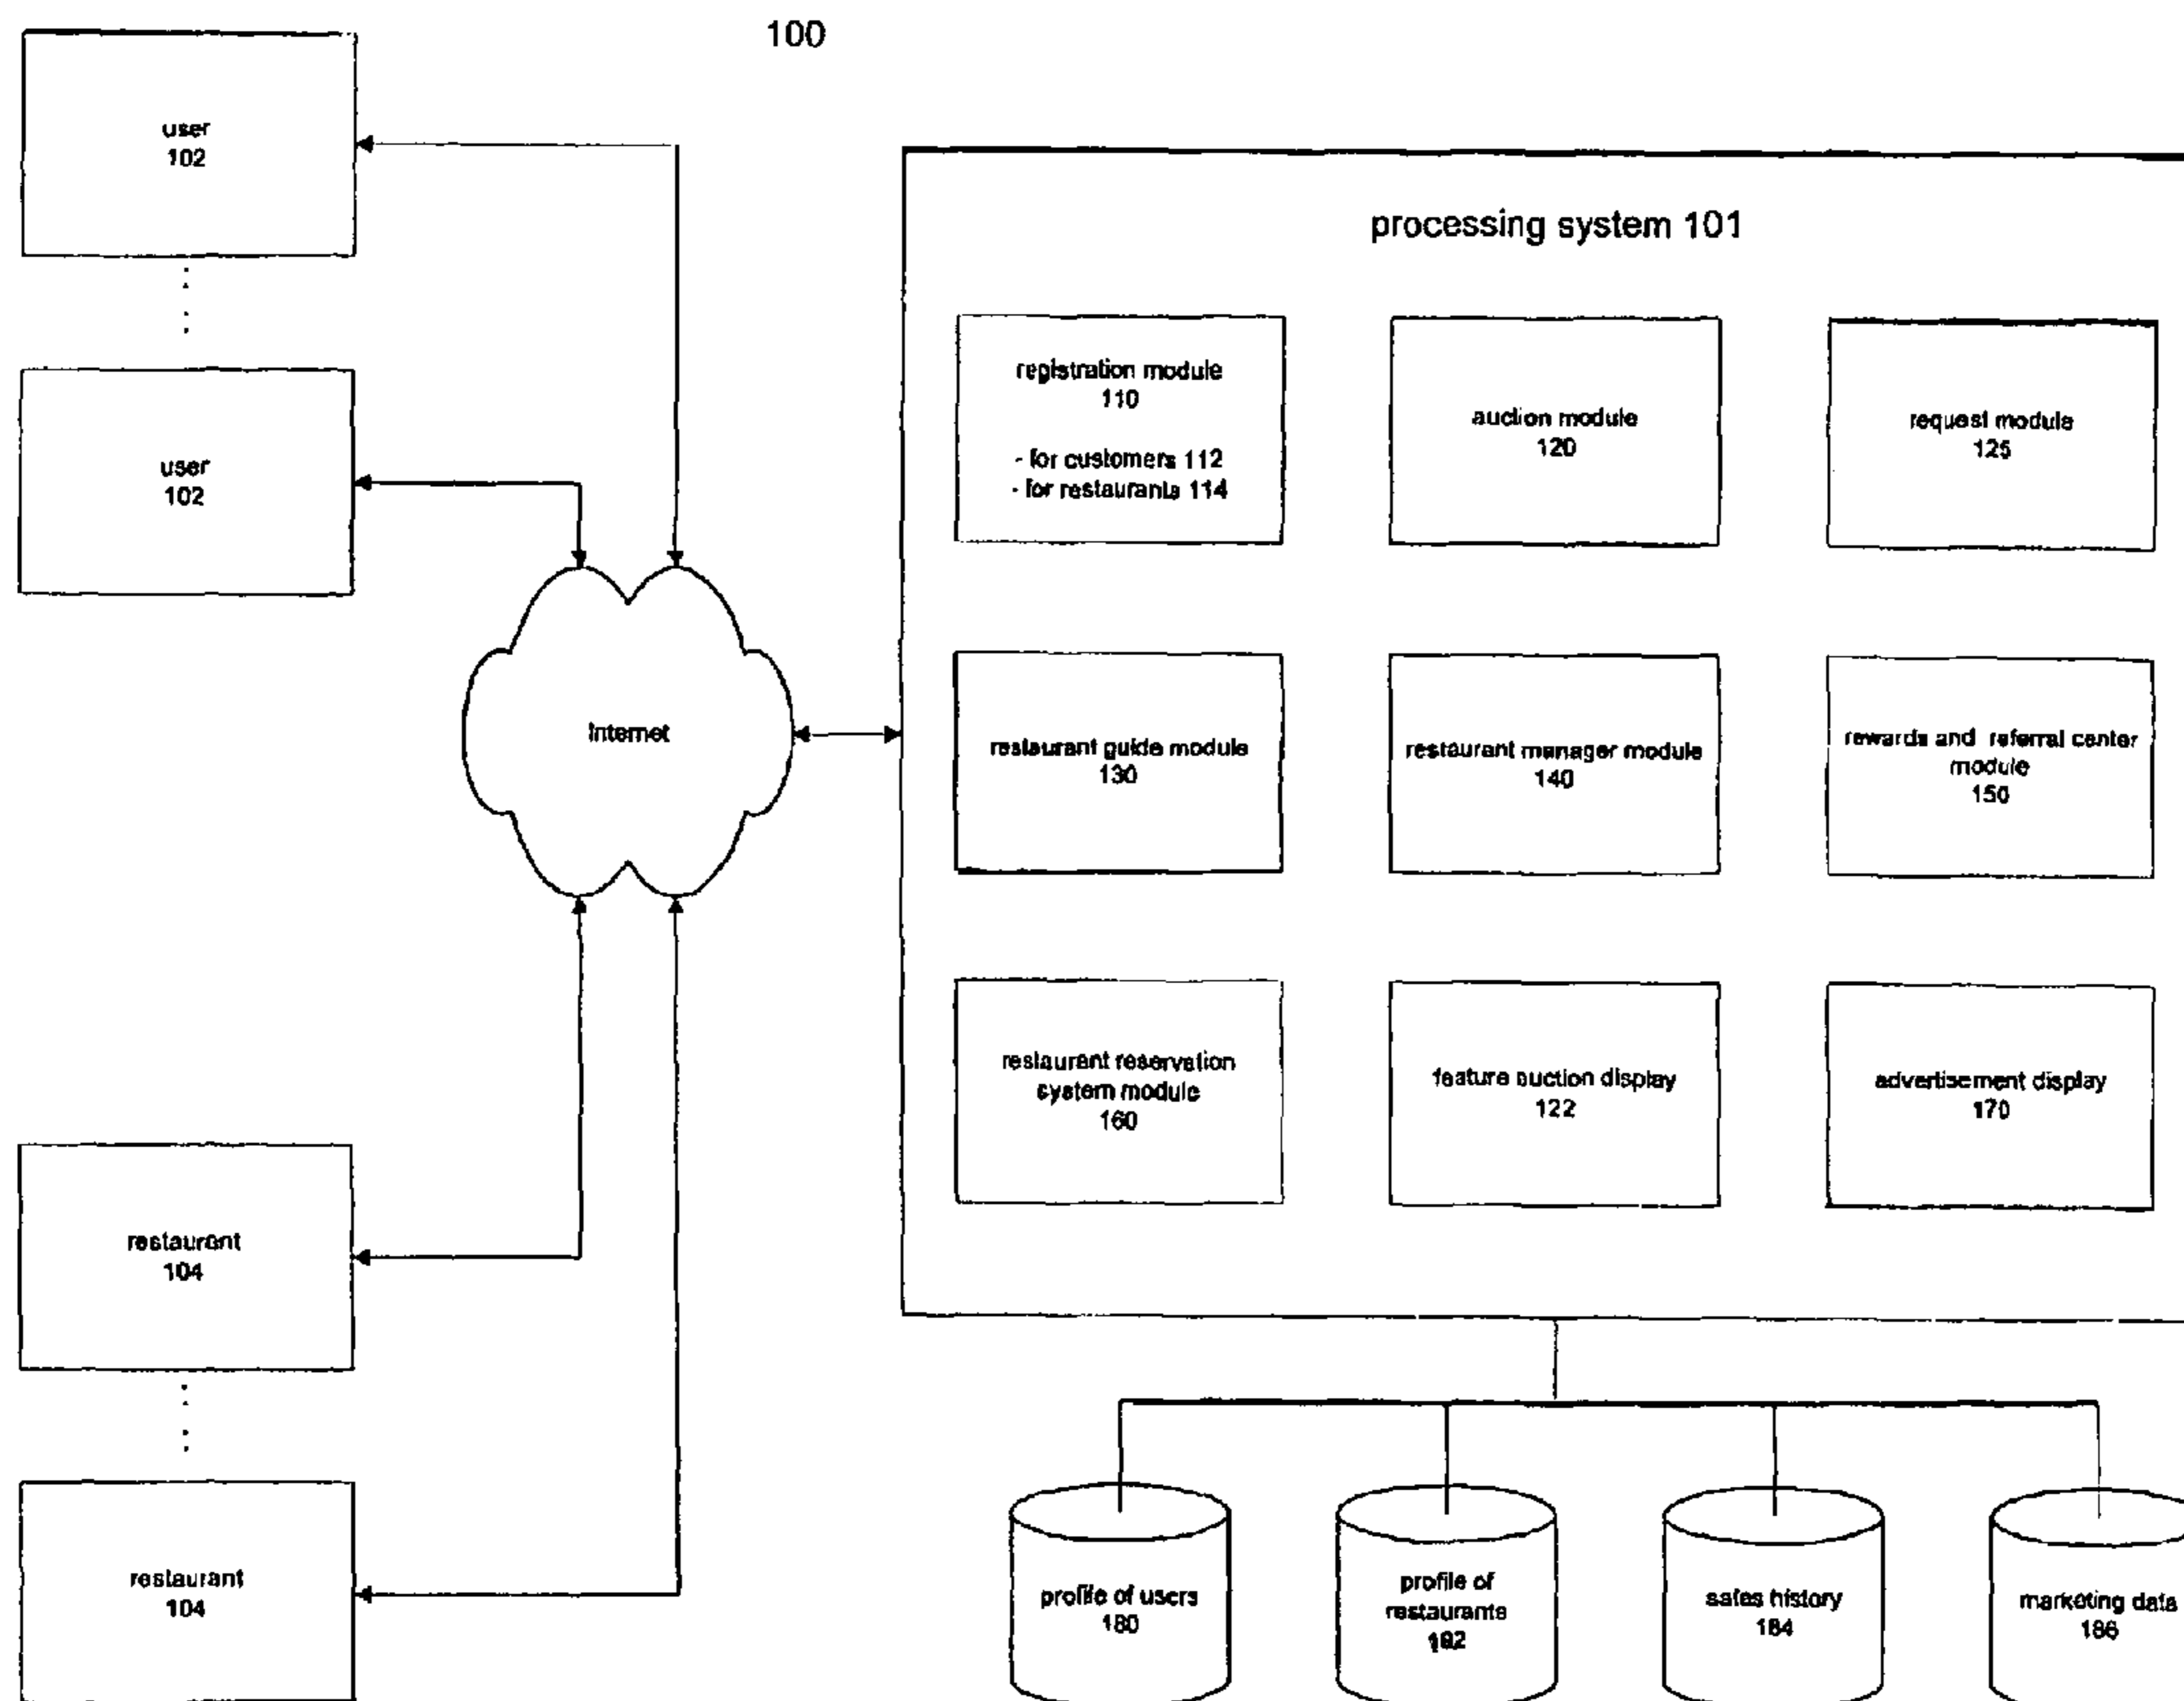 100
user
102
user
102
Internet
restaurant
104
restaurant
104
processing system 101
registration module
110
- for customers 112
- for restaurants 114
auction module
120
request module
125
restaurant guide module
130
restaurant manager module
140
rewards and referral center
module
150
restaurant reservation
system module
160
feature auction display
122
advertisement display
170
profile of users
180
profile of
restaurants
182
sales history
184
marketing data
186